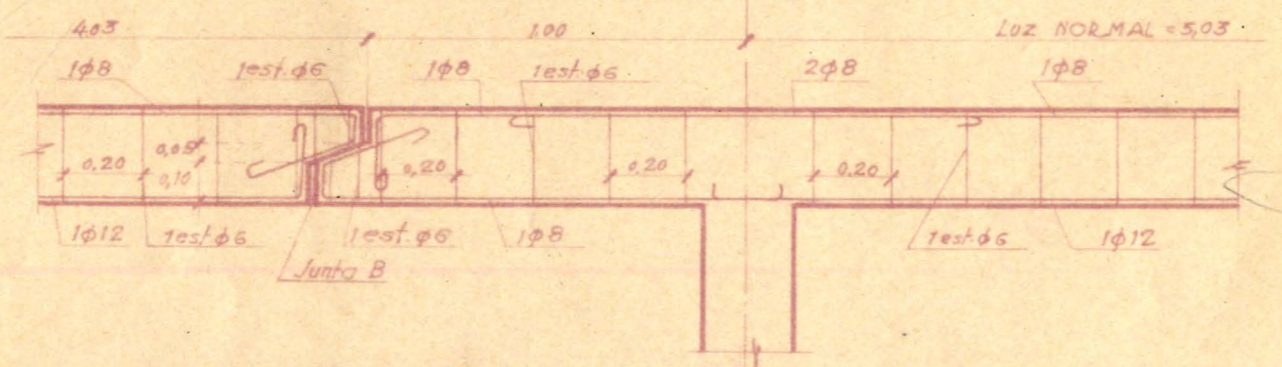 4.03 1.00 LUZ NORMAL = 5,03
1ϕ8 1est.ϕ6 1ϕ8 1est.ϕ6 2ϕ8 1ϕ8
0,05
0,20 0,10 0,20 0,20 0,20
1ϕ12 1est.ϕ6 1est.ϕ6 1ϕ8 1est.ϕ6 1ϕ12
Junta B